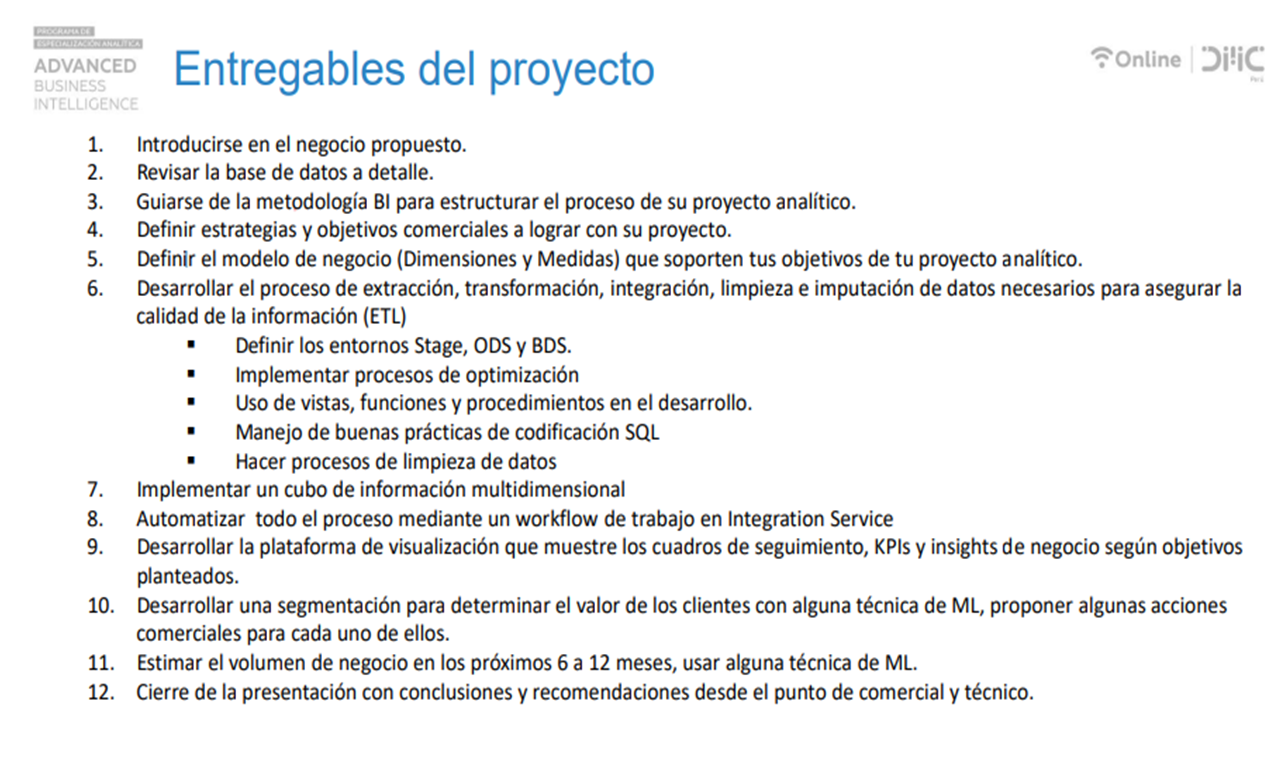 PROGRAMA DE
ESPECIALIZACIÓN ANALÍTICA
ADVANCED
BUSINESS
INTELLIGENCE
Entregables del proyecto
Online | DMC
Perú
1. Introducirse en el negocio propuesto.
2. Revisar la base de datos a detalle.
3. Guiarse de la metodología BI para estructurar el proceso de su proyecto analítico.
4. Definir estrategias y objetivos comerciales a lograr con su proyecto.
5. Definir el modelo de negocio (Dimensiones y Medidas) que soporten tus objetivos de tu proyecto analítico.
6. Desarrollar el proceso de extracción, transformación, integración, limpieza e imputación de datos necesarios para asegurar la
calidad de la información (ETL)
▪ Definir los entornos Stage, ODS y BDS.
▪ Implementar procesos de optimización
▪ Uso de vistas, funciones y procedimientos en el desarrollo.
▪ Manejo de buenas prácticas de codificación SQL
▪ Hacer procesos de limpieza de datos
7. Implementar un cubo de información multidimensional
8. Automatizar todo el proceso mediante un workflow de trabajo en Integration Service
9. Desarrollar la plataforma de visualización que muestre los cuadros de seguimiento, KPIs y insights de negocio según objetivos
planteados.
10. Desarrollar una segmentación para determinar el valor de los clientes con alguna técnica de ML, proponer algunas acciones
comerciales para cada uno de ellos.
11. Estimar el volumen de negocio en los próximos 6 a 12 meses, usar alguna técnica de ML.
12. Cierre de la presentación con conclusiones y recomendaciones desde el punto de comercial y técnico.